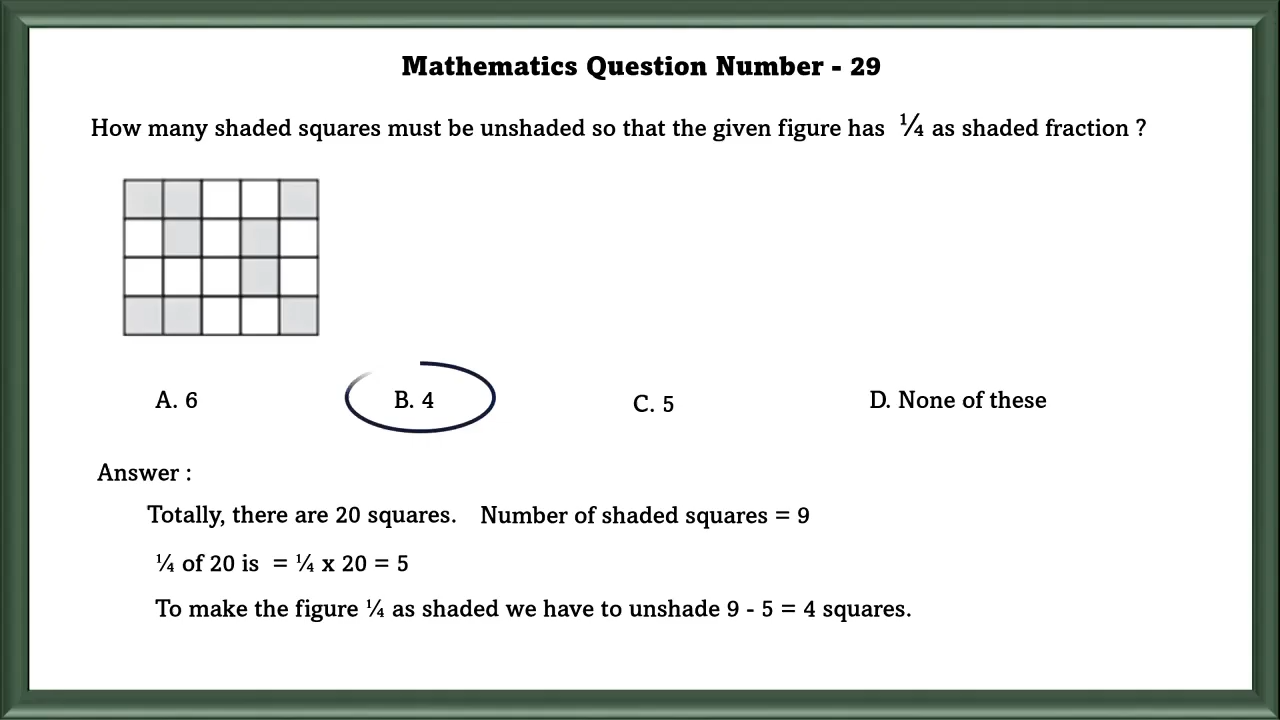 Mathematics Question Number - 29
How many shaded squares must be unshaded so that the given figure has ¼ as shaded fraction ?
A. 6 B. 4 C. 5 D. None of these
Answer :
Totally, there are 20 squares. Number of shaded squares = 9
¼ of 20 is = ¼ x 20 = 5
To make the figure ¼ as shaded we have to unshade 9 - 5 = 4 squares.